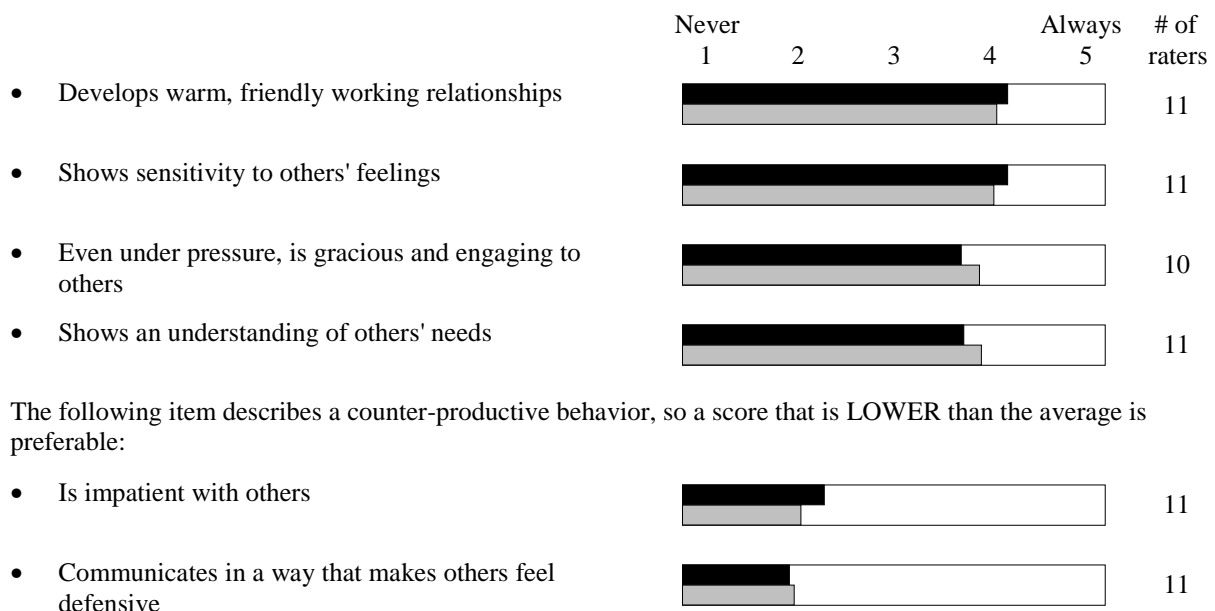 Never Always # of
1 2 3 4 5 raters
• Develops warm, friendly working relationships 11
• Shows sensitivity to others' feelings 11
• Even under pressure, is gracious and engaging to
others 10
• Shows an understanding of others' needs 11
The following item describes a counter-productive behavior, so a score that is LOWER than the average is
preferable:
• Is impatient with others 11
• Communicates in a way that makes others feel
defensive 11